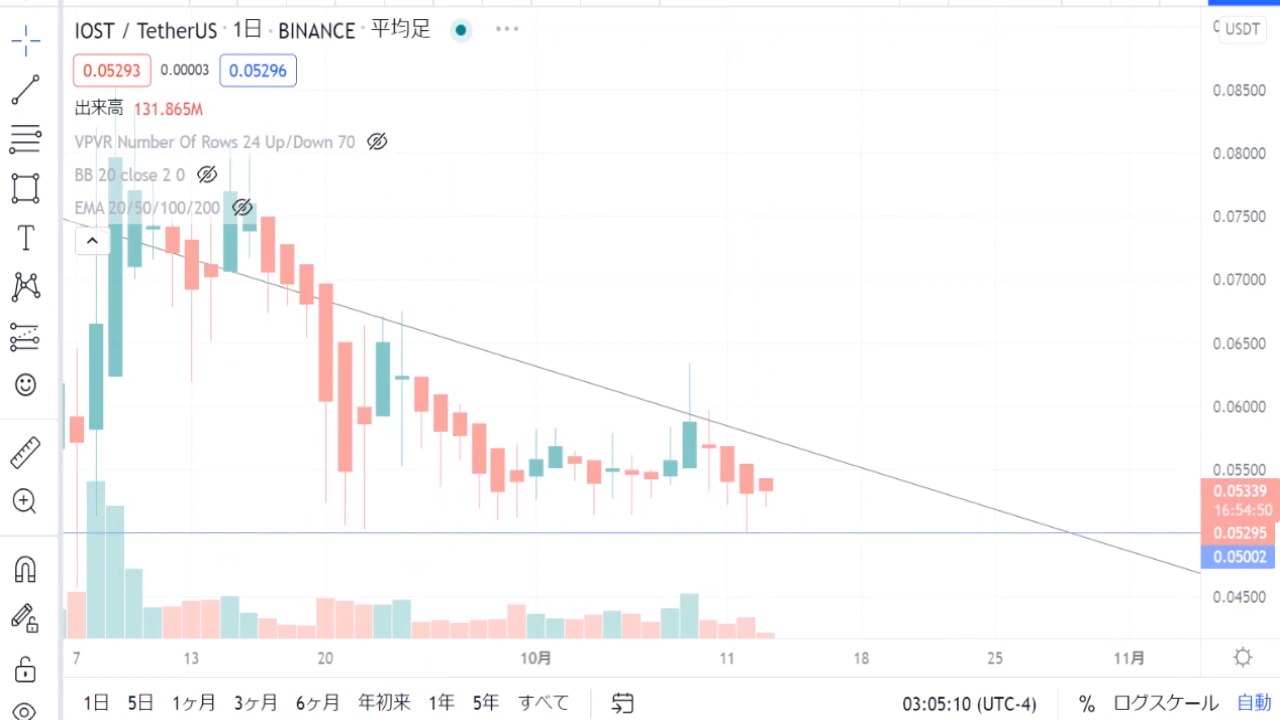 IOST / TetherUS · 1日 · BINANCE · 平均足
USDT
0.05293 0.00003 0.05296
出来高 131.865M
VPVR Number Of Rows 24 Up/Down 70
BB 20 close 2 0
EMA 20/50/100/200
0.08500
0.08000
0.07500
0.07000
0.06500
0.06000
0.05500
0.05339
16:54:50
0.05295
0.05002
0.04500
7 13 20 10月 11 18 25 11月
1日 5日 1ヶ月 3ヶ月 6ヶ月 年初来 1年 5年 すべて 03:05:10 (UTC-4) % ログスケール 自動